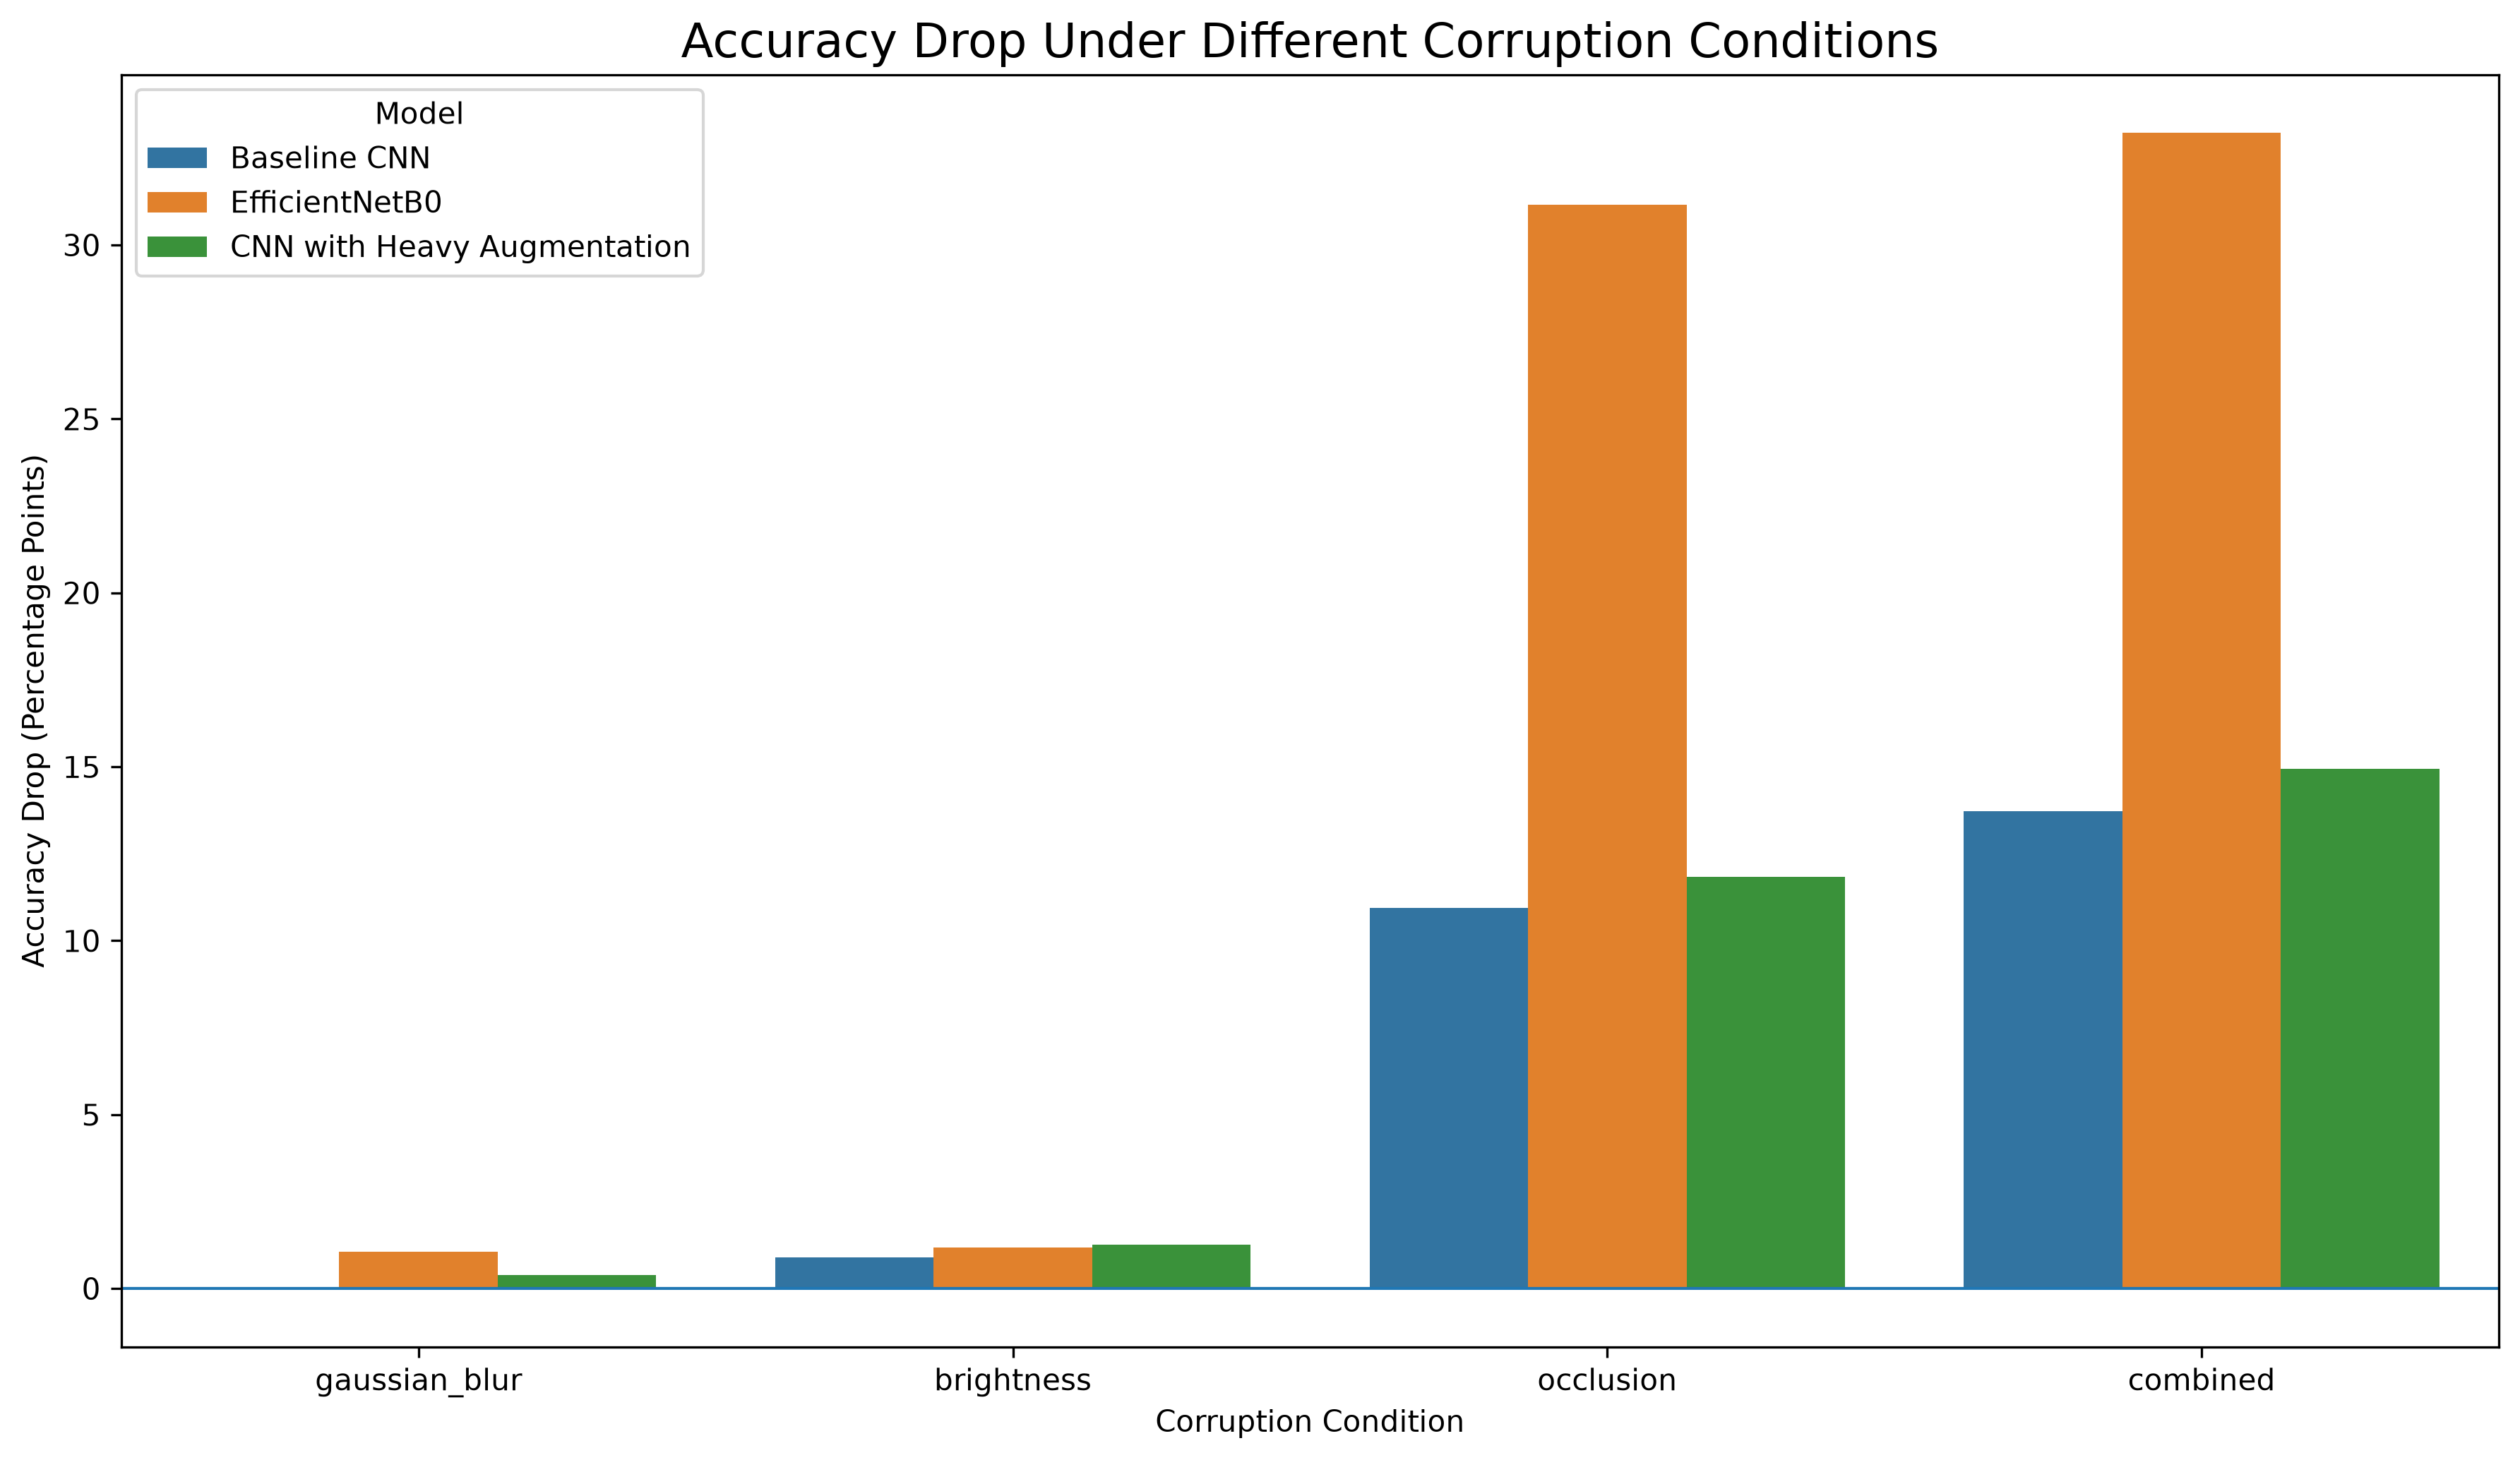 Accuracy Drop Under Different Corruption Conditions
Model
Baseline CNN
EfficientNetB0
CNN with Heavy Augmentation
Accuracy Drop (Percentage Points)
30
25
20
15
10
5
0
gaussian_blur brightness occlusion combined
Corruption Condition